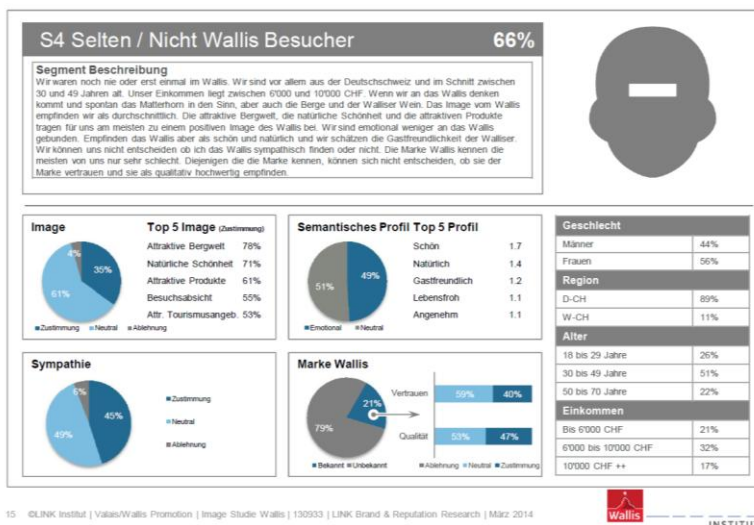 S4 Selten / Nicht Wallis Besucher 66%
Segment Beschreibung
Wir waren noch nie oder erst einmal im Wallis. Wir sind vor allem aus der Deutschschweiz und im Schnitt zwischen
30 und 49 Jahren alt. Unser Einkommen liegt zwischen 6'000 und 10'000 CHF. Wenn wir an das Wallis denken
kommt und spontan das Matterhorn in den Sinn, aber auch die Berge und der Walliser Wein. Das Image vom Wallis
empfinden wir als durchschnittlich. Die attraktive Bergwelt, die natürliche Schönheit und die attraktiven Produkte
tragen für uns am meisten zu einem positiven Image des Wallis bei. Wir sind emotional weniger an das Wallis
gebunden. Empfinden das Wallis aber als schön und natürlich und wir schätzen die Gastfreundlichkeit der Walliser.
Wir können uns nicht entscheiden ob ich das Wallis sympathisch finden oder nicht. Die Marke Wallis kennen die
meisten von uns nur sehr schlecht. Diejenigen die die Marke kennen, können sich nicht entscheiden, ob sie der
Marke vertrauen und sie als qualitativ hochwertig empfinden.
Image
4%
35%
61%
Zustimmung Neutral Ablehnung
Top 5 Image (Zustimmung)
Attraktive Bergwelt 78%
Natürliche Schönheit 71%
Attraktive Produkte 61%
Besuchsabsicht 55%
Attr. Tourismusangeb. 53%
Semantisches Profil Top 5 Profil
51%
49%
Emotional Neutral
Schön 1.7
Natürlich 1.4
Gastfreundlich 1.2
Lebensfroh 1.1
Angenehm 1.1
Sympathie
6%
45%
49%
Zustimmung
Neutral
Ablehnung
Marke Wallis
21%
79%
Bekannt Unbekannt
Vertrauen 59% 40%
Qualität 53% 47%
Ablehnung Neutral Zustimmung
Geschlecht
Männer 44%
Frauen 56%
Region
D-CH 89%
W-CH 11%
Alter
18 bis 29 Jahre 26%
30 bis 49 Jahre 51%
50 bis 70 Jahre 22%
Einkommen
Bis 6'000 CHF 21%
6'000 bis 10'000 CHF 32%
10'000 CHF ++ 17%
15 ©LINK Institut | Valais/Wallis Promotion | Image Studie Wallis | 130933 | LINK Brand & Reputation Research | März 2014
Wallis